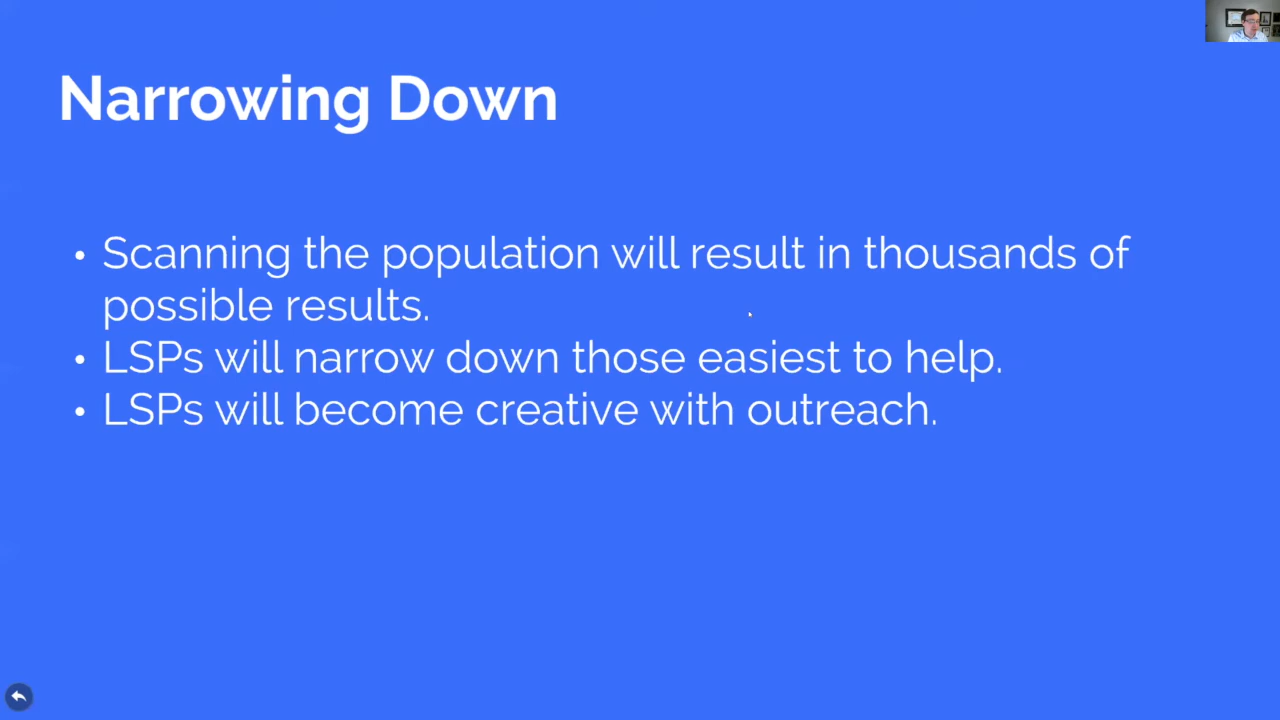 Narrowing Down
• Scanning the population will result in thousands of
possible results.
• LSPs will narrow down those easiest to help.
• LSPs will become creative with outreach.